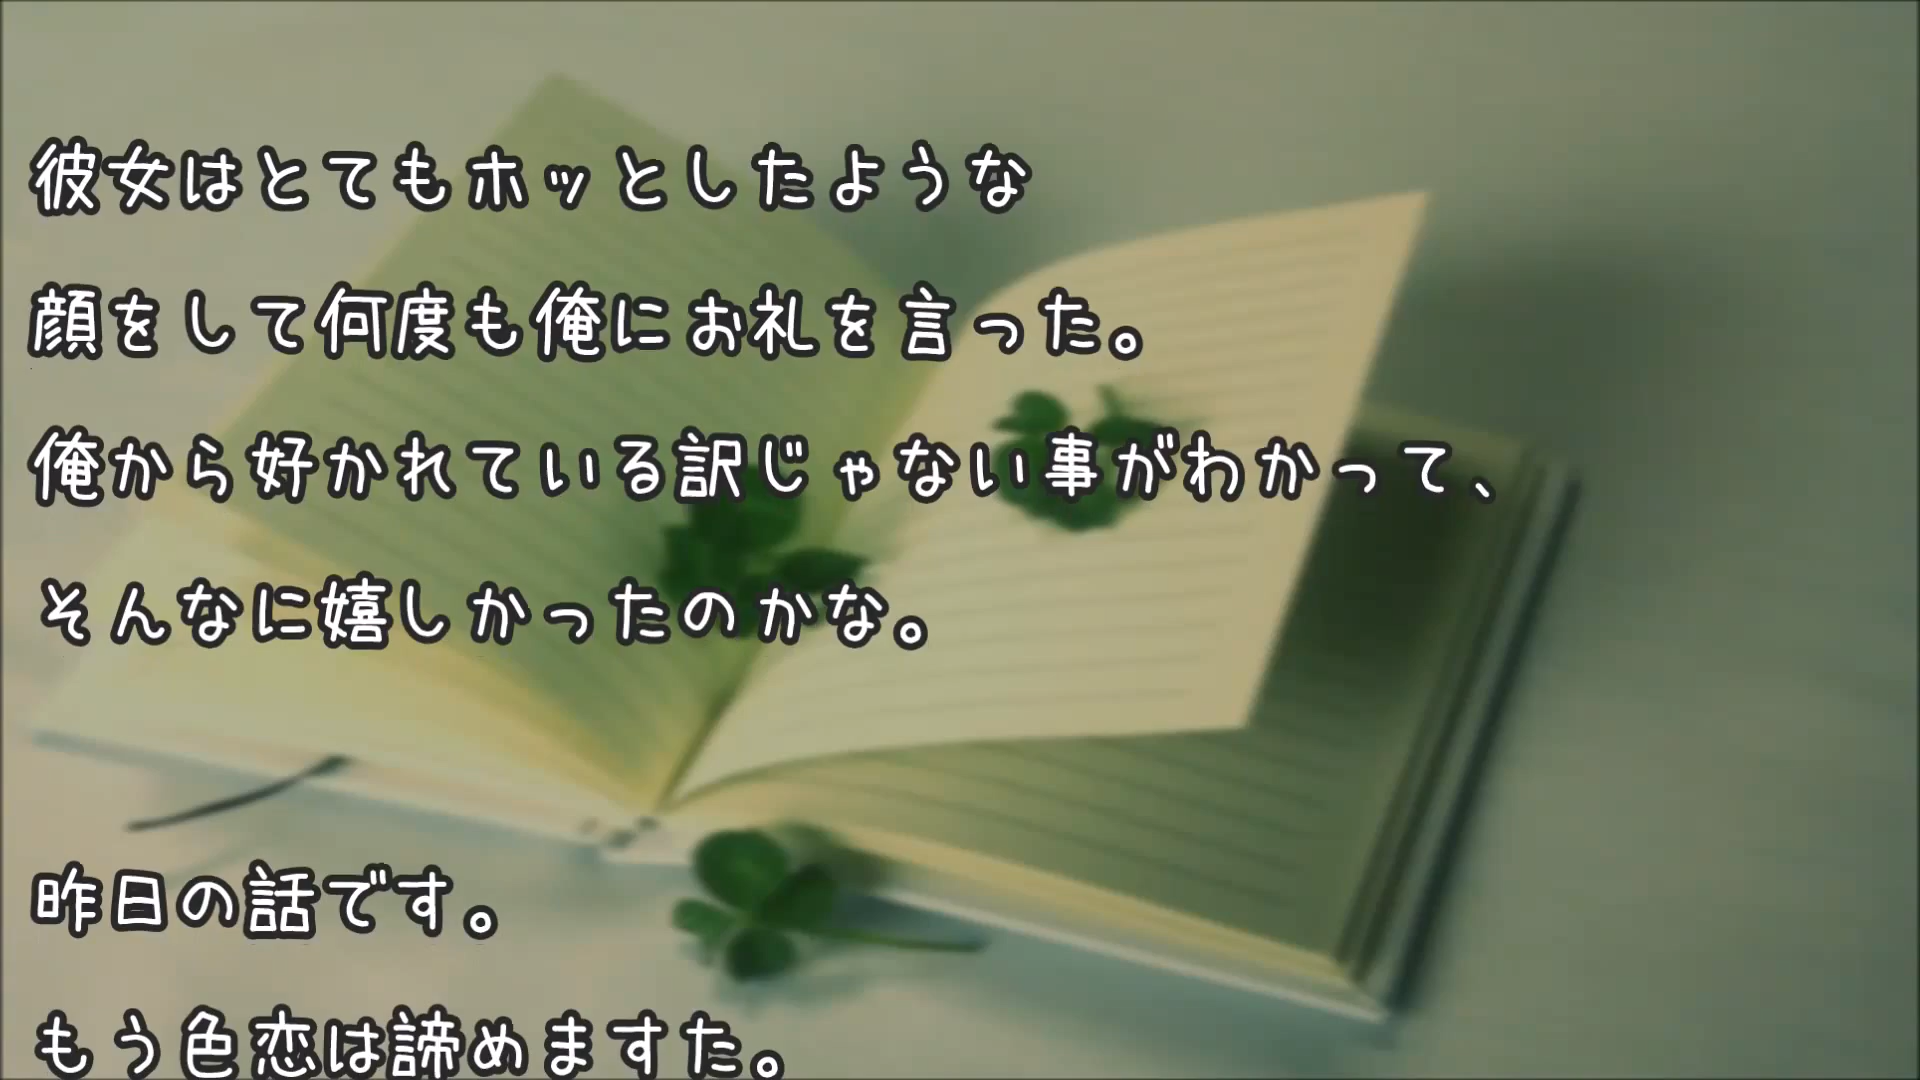 彼女はとてもホッとしたような
顔をして何度も俺にお礼を言った。
俺から好かれている訳じゃない事がわかって、
そんなに嬉しかったのかな。
昨日の話です。
もう色恋は諦めますた。